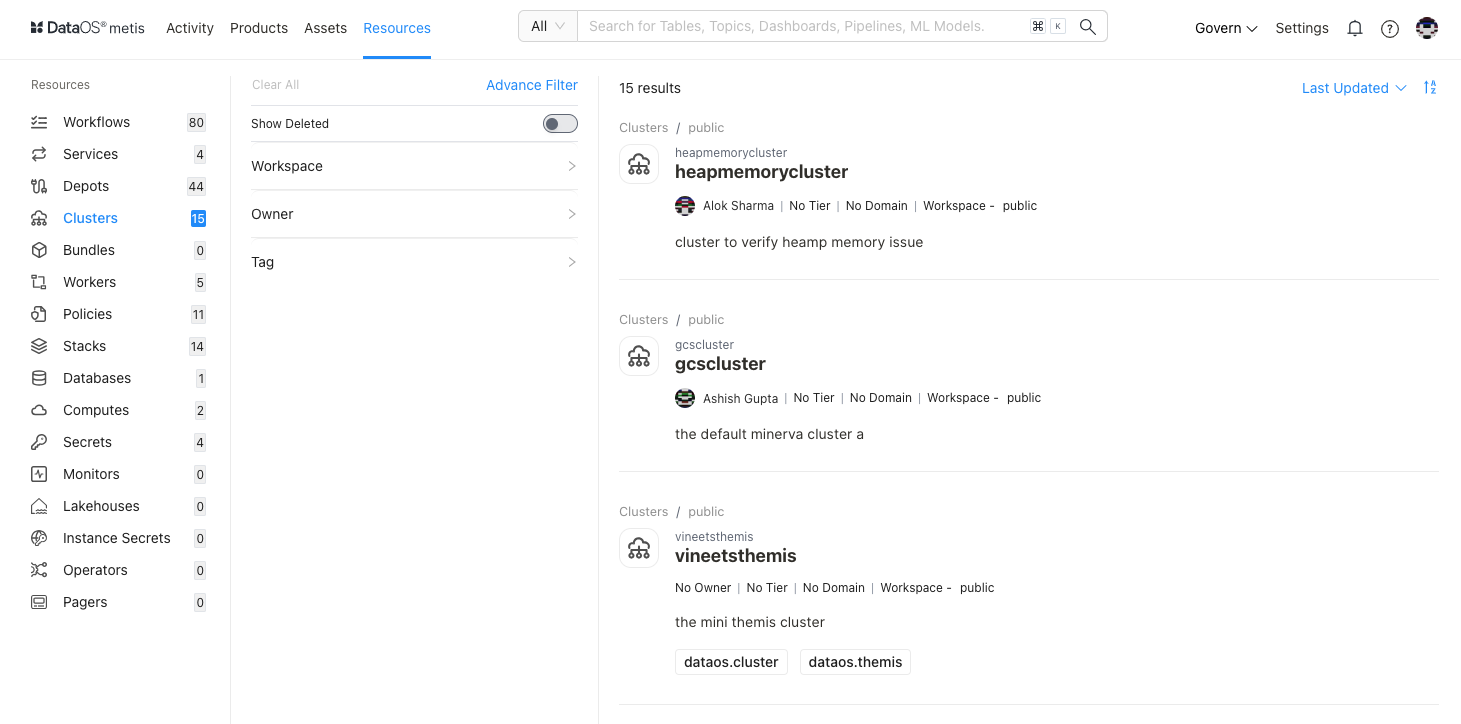 DataOS® metis Activity Products Assets Resources All Search for Tables, Topics, Dashboards, Pipelines, ML Models. ⌘ K Govern Settings
Resources
Workflows 80
Services 4
Depots 44
Clusters 15
Bundles 0
Workers 5
Policies 11
Stacks 14
Databases 1
Computes 2
Secrets 4
Monitors 0
Lakehouses 0
Instance Secrets 0
Operators 0
Pagers 0
Clear All Advance Filter
Show Deleted
Workspace
Owner
Tag
15 results Last Updated
Clusters / public
heapmemorycluster
heapmemorycluster
Alok Sharma | No Tier | No Domain | Workspace - public
cluster to verify heamp memory issue
Clusters / public
gcscluster
gcscluster
Ashish Gupta | No Tier | No Domain | Workspace - public
the default minerva cluster a
Clusters / public
vineetsthemis
vineetsthemis
No Owner | No Tier | No Domain | Workspace - public
the mini themis cluster
dataos.cluster dataos.themis